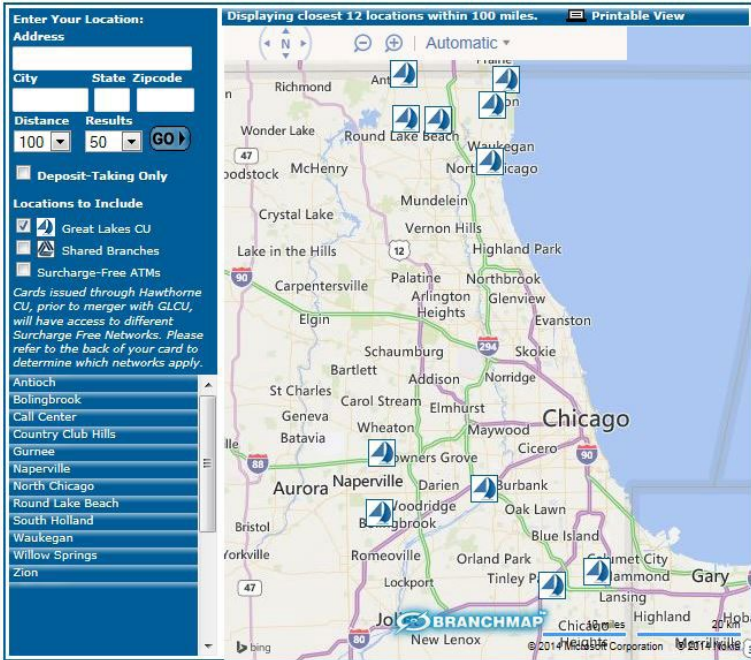 Enter Your Location:
Address
City State Zipcode
Distance Results
100 50 GO
Deposit-Taking Only
Locations to Include
Great Lakes CU
Shared Branches
Surcharge-Free ATMs
Cards issued through Hawthorne
CU, prior to merger with GLCU,
will have access to different
Surcharge Free Networks. Please
refer to the back of your card to
determine which networks apply.
Antioch
Bolingbrook
Call Center
Country Club Hills
Gurnee
Naperville
North Chicago
Round Lake Beach
South Holland
Waukegan
Willow Springs
Zion
Displaying closest 12 locations within 100 miles. Printable View
N Automatic
Richmond
Wonder Lake Round Lake Beach
Waukegan
47 McHenry
Mundelein
Crystal Lake
Vernon Hills
Lake in the Hills 12 Highland Park
90 Carpentersville Palatine Northbrook
Arlington Glenview
Heights
Elgin Evanston
294
Schaumburg Skokie
Bartlett
Addison Norridge
St Charles Carol Stream
Geneva Elmhurst
Chicago
Wheaton Maywood
Batavia Cicero
88 90
Aurora Naperville Darien Burbank
Oak Lawn
Bristol
Blue Island
Romeoville Orland Park
47 Lockport Gary
Lansing
BRANCHMAP
Highland
80 New Lenox
10 miles 20 km
bing
© 2014 Microsoft Corporation © 2014 Nokia